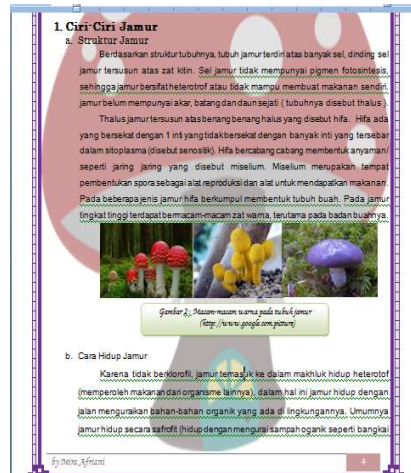 1. Ciri-Ciri Jamur
a. Struktur Jamur
Berdasarkan struktur tubuhnya, tubuh jamur terdiri atas banyak sel, dinding sel
jamur tersusun atas zat kitin. Sel jamur tidak mempunyai pigmen fotosintesis,
sehingga jamur bersifat heterotrof atau tidak mampu membuat makanan sendiri.
jamur belum mempunyai akar, batang dan daun sejati ( tubuhnya disebut thalus ).
Thalus jamur tersusun atas benang benang halus yang disebut hifa. Hifa ada
yang bersekat dengan 1 inti yang tidak bersekat dengan banyak inti yang tersebar
dalam sitoplasma (disebut senositik). Hifa bercabang cabang membentuk anyaman/
seperti jaring jaring yang disebut miselium. Miselium merupakan tempat
pembentukan spora sebagai alat reproduksi dan alat untuk mendapatkan makanan.
Pada beberapa jenis jamur hifa berkumpul membentuk tubuh buah. Pada jamur
tingkat tinggi terdapat bermacam-macam zat warna, terutama pada badan buahnya.
Gambar 2 : Macam-macam warna pada tubuh jamur
(http://www.google.com.picture)
b. Cara Hidup Jamur
Karena tidak berklorofil, jamur termasuk ke dalam makhluk hidup heterotof
(memperoleh makanan dari organisme lainnya), dalam hal ini jamur hidup dengan
jalan menguraikan bahan-bahan organik yang ada di lingkungannya. Umumnya
jamur hidup secara safrofit (hidup dengan mengurai sampah oganik seperti bangkai
by:Mira Afriani
4